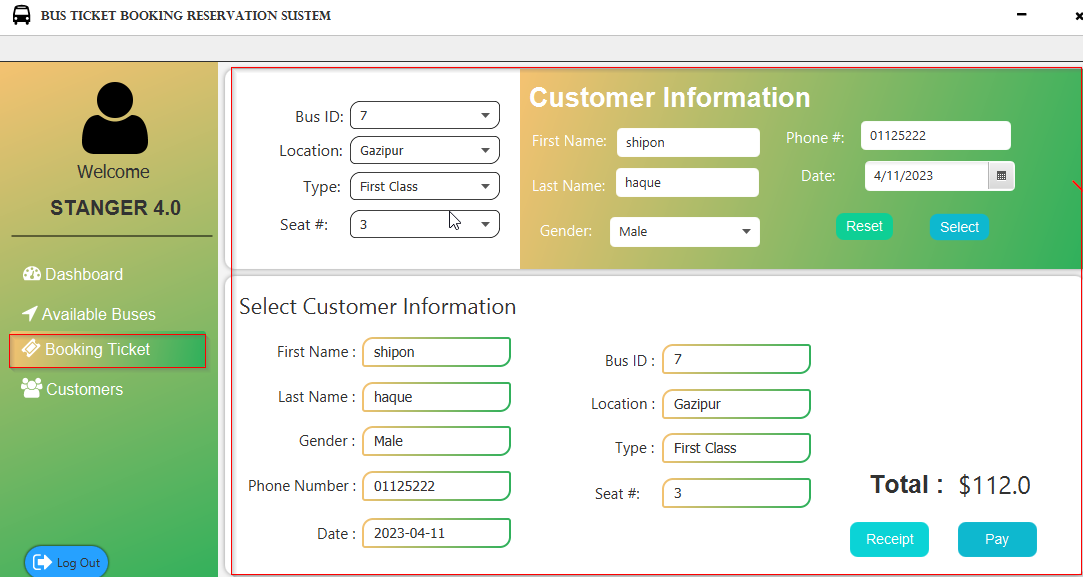 BUS TICKET BOOKING RESERVATION SUSTEM
Welcome
STANGER 4.0
Dashboard
Available Buses
Booking Ticket
Customers
Log Out
Bus ID: 7
Location: Gazipur
Type: First Class
Seat #: 3
Customer Information
First Name: shipon
Last Name: haque
Gender: Male
Phone #: 01125222
Date: 4/11/2023
Reset Select
Select Customer Information
First Name : shipon
Last Name : haque
Gender : Male
Phone Number : 01125222
Date : 2023-04-11
Bus ID : 7
Location : Gazipur
Type : First Class
Seat #: 3
Total : $112.0
Receipt Pay